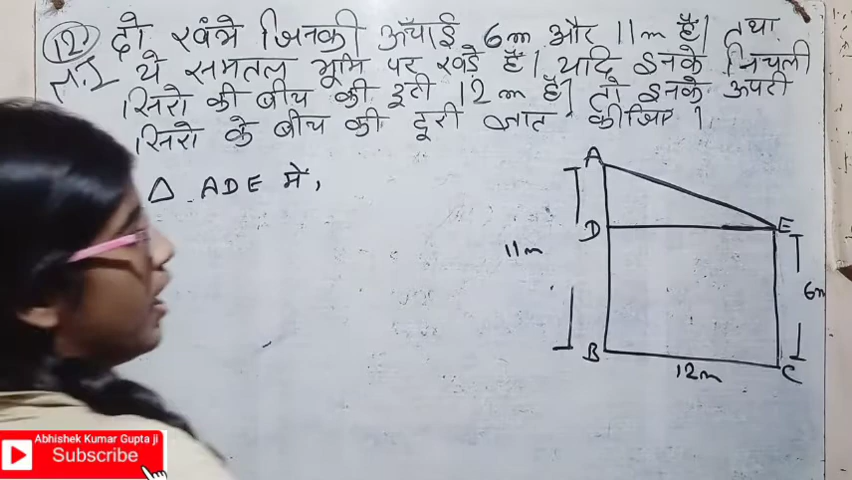 (12) दो स्वंभे जिनकी ऊँचाई 6m और 11m हैं। तथा
ये समतल भूमि पर खड़े हैं। यदि इनके निचली
सिरो की बीच की दूरी 12m है। तो इनके ऊपरी
सिरो के बीच की दूरी ज्ञात कीजिए।
Δ ADE में,
A
D
E
11m
6m
B
12m
C
Abhishek Kumar Gupta ji
Subscribe